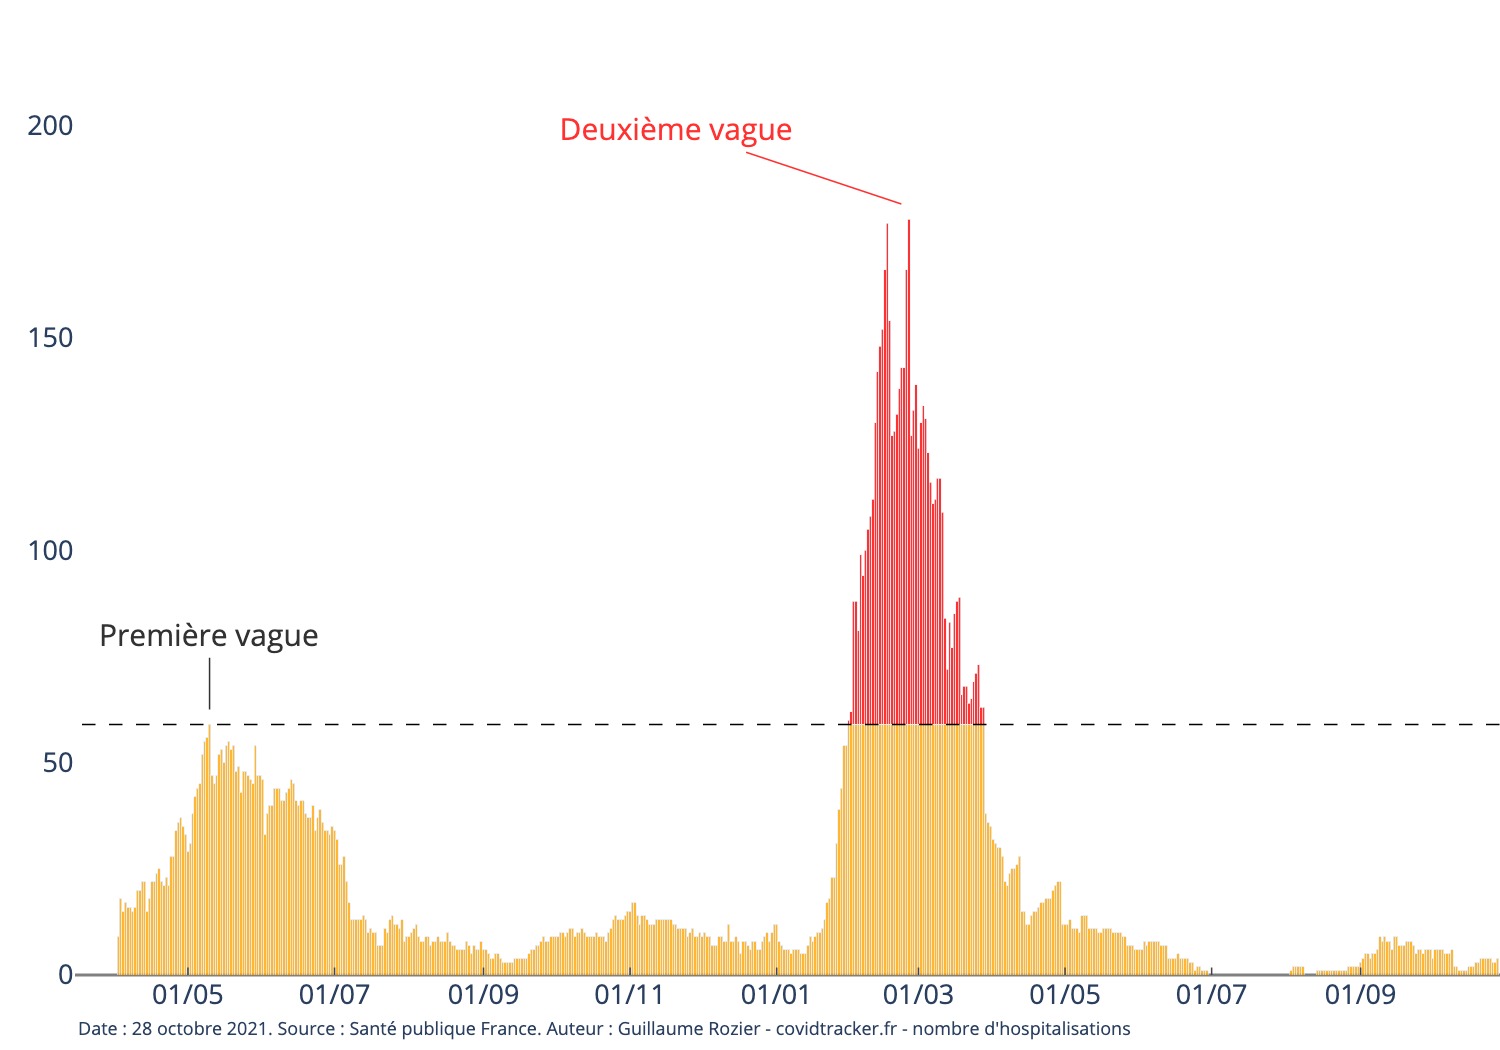 200
Deuxième vague
150
100
Première vague
50
0
01/05 01/07 01/09 01/11 01/01 01/03 01/05 01/07 01/09
Date : 28 octobre 2021. Source : Santé publique France. Auteur : Guillaume Rozier - covidtracker.fr - nombre d'hospitalisations